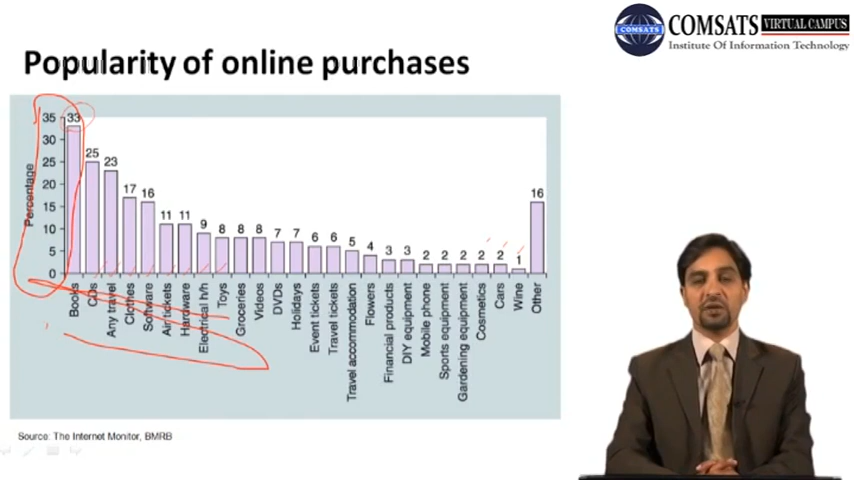 COMSATS
COMSATS VIRTUAL CAMPUS
Institute Of Information Technology
Popularity of online purchases
35
30
25
20
15
10
5
0
Percentage
33
25
23
17
16
11
11
9
8
8
8
7
7
6
6
5
4
3
3
2
2
2
2
2
1
16
Books
CDs
Any travel
Clothes
Software
Air tickets
Hardware
Electrical h/h
Toys
Groceries
Videos
DVDs
Holidays
Event tickets
Travel tickets
Travel accommodation
Flowers
Financial products
DIY equipment
Mobile phone
Sports equipment
Gardening equipment
Cosmetics
Cars
Wine
Other
Source: The Internet Monitor, BMRB